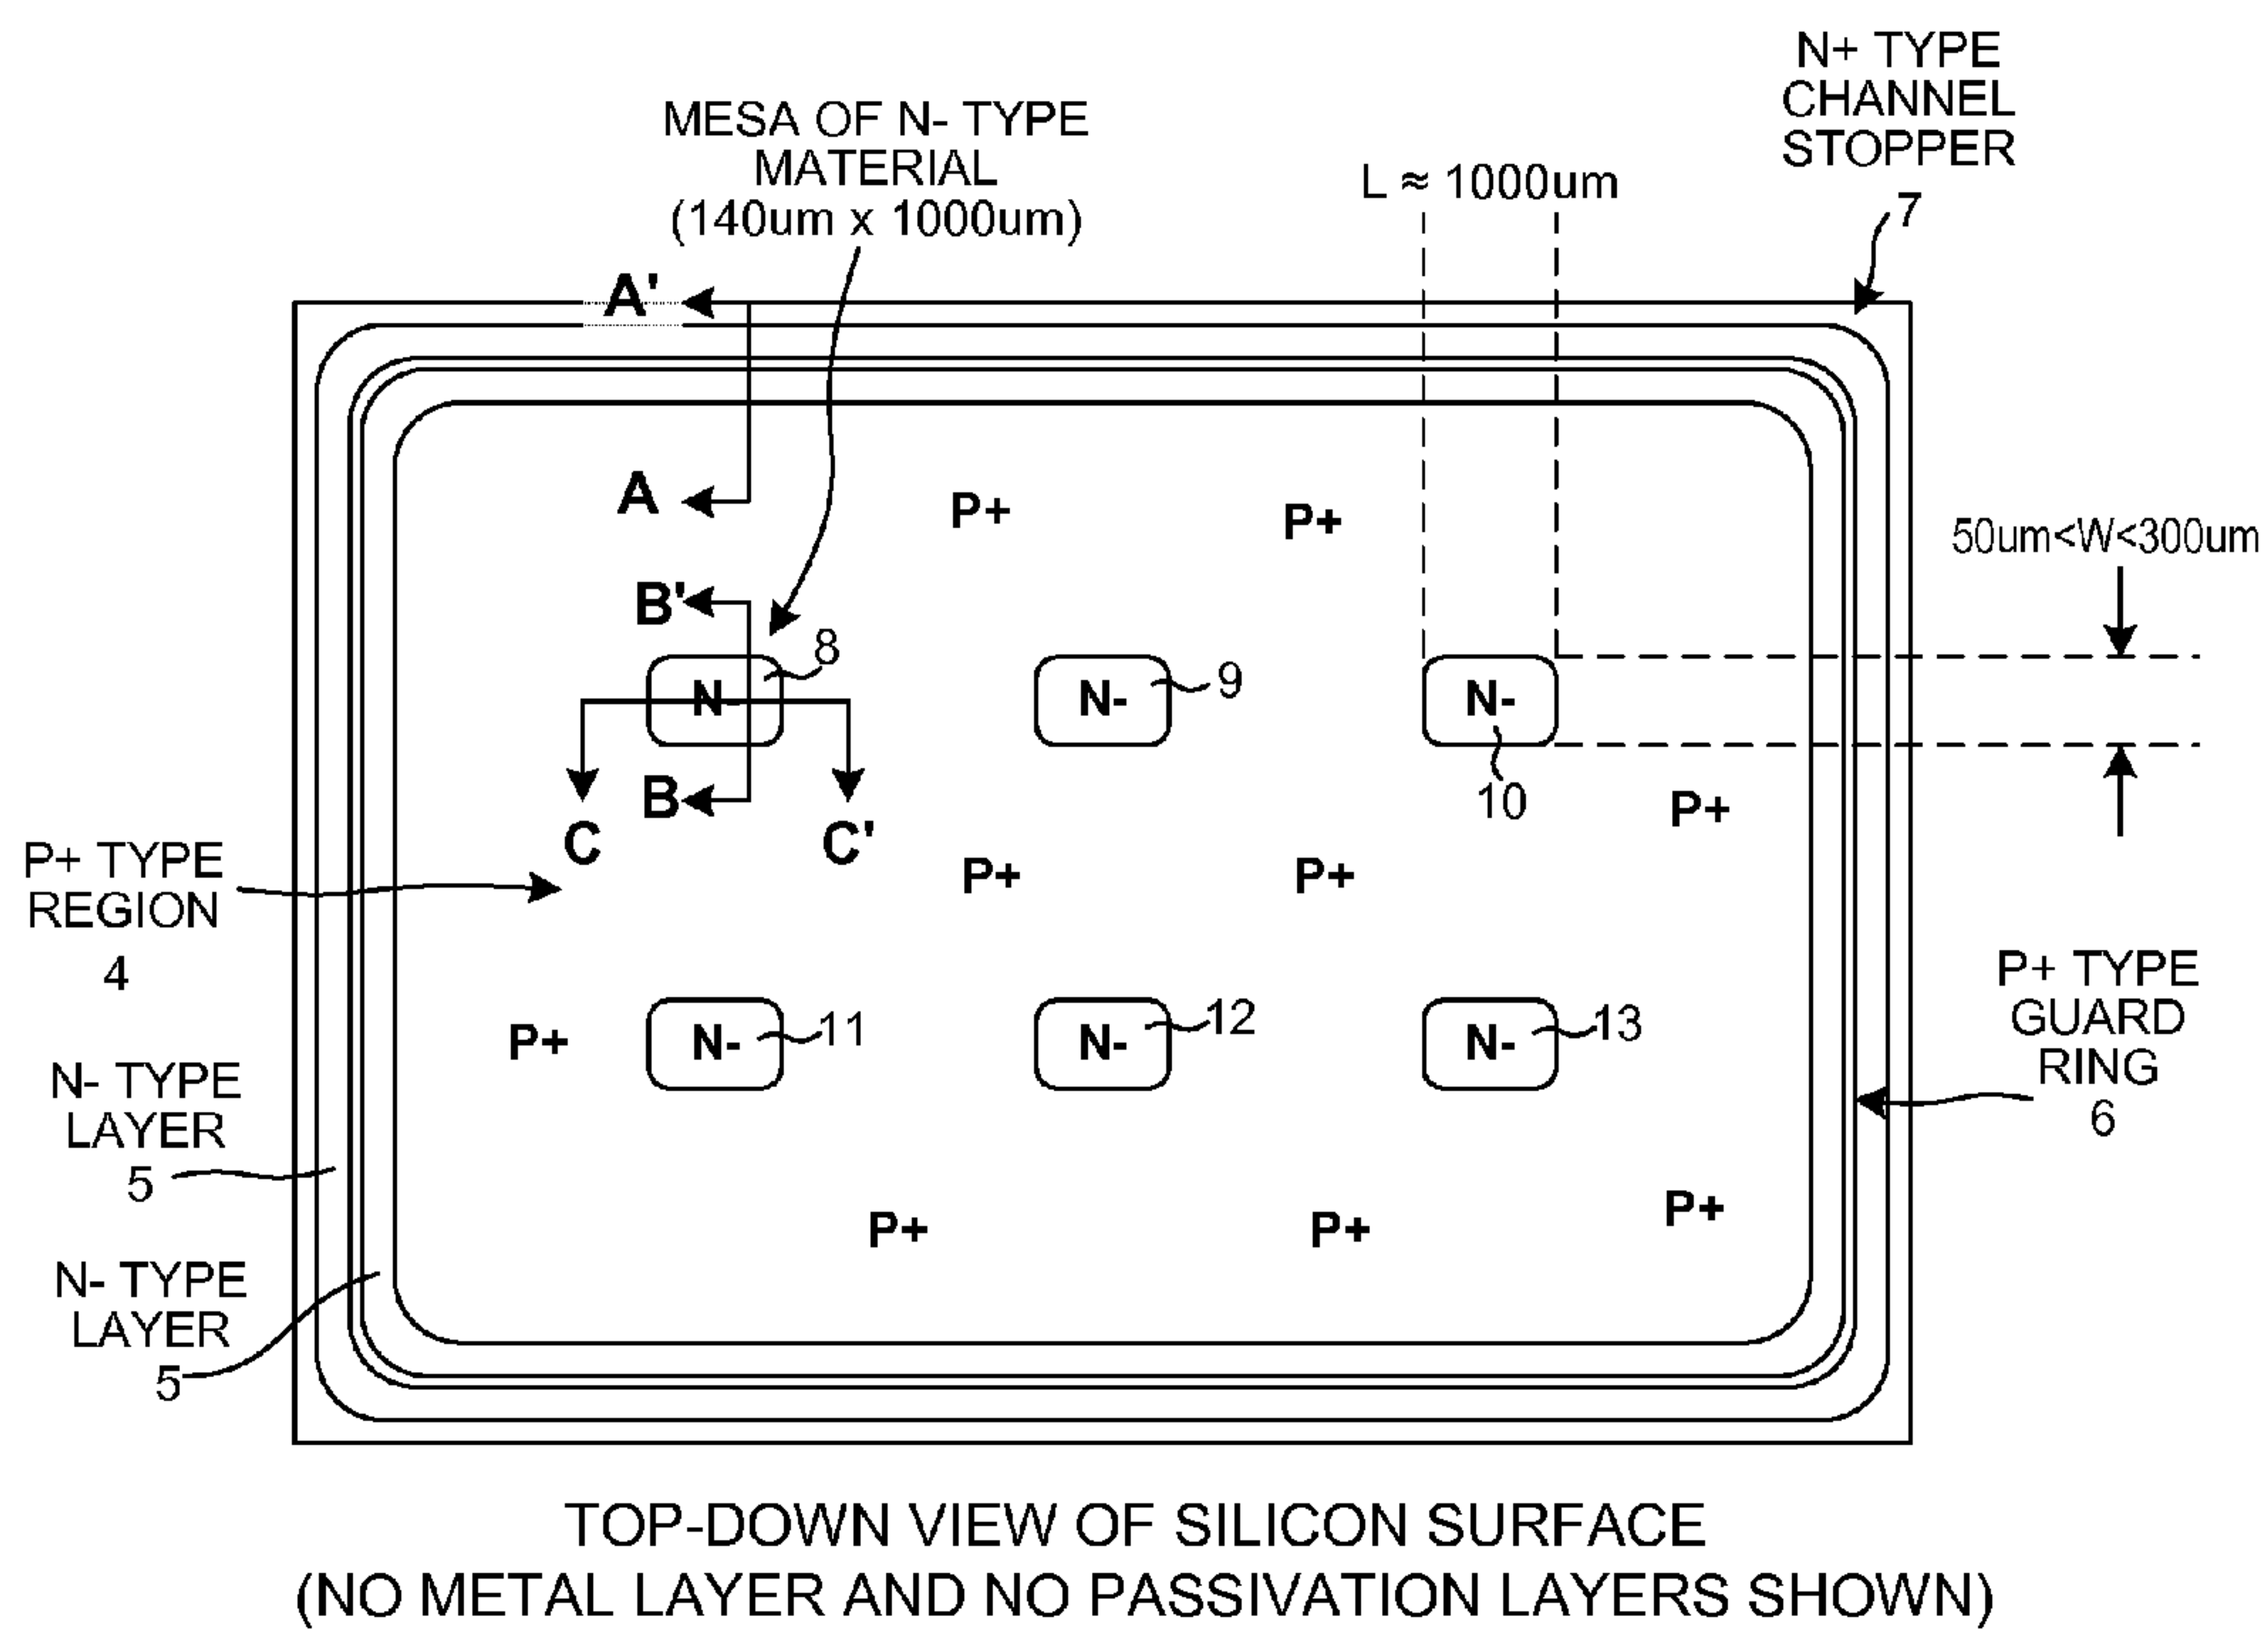 N+ TYPE
CHANNEL
STOPPER
7
MESA OF N- TYPE
MATERIAL
(140um x 1000um)
L ≈ 1000um
A'
A
P+
P+
50um<W<300um
B'
8
N-
N-
9
N-
10
B
C
C'
P+
P+ TYPE
REGION
4
P+
P+
P+ TYPE
GUARD
RING
6
P+
N-
11
N-
12
N-
13
N- TYPE
LAYER
5
P+
P+
P+
N- TYPE
LAYER
5
TOP-DOWN VIEW OF SILICON SURFACE
(NO METAL LAYER AND NO PASSIVATION LAYERS SHOWN)